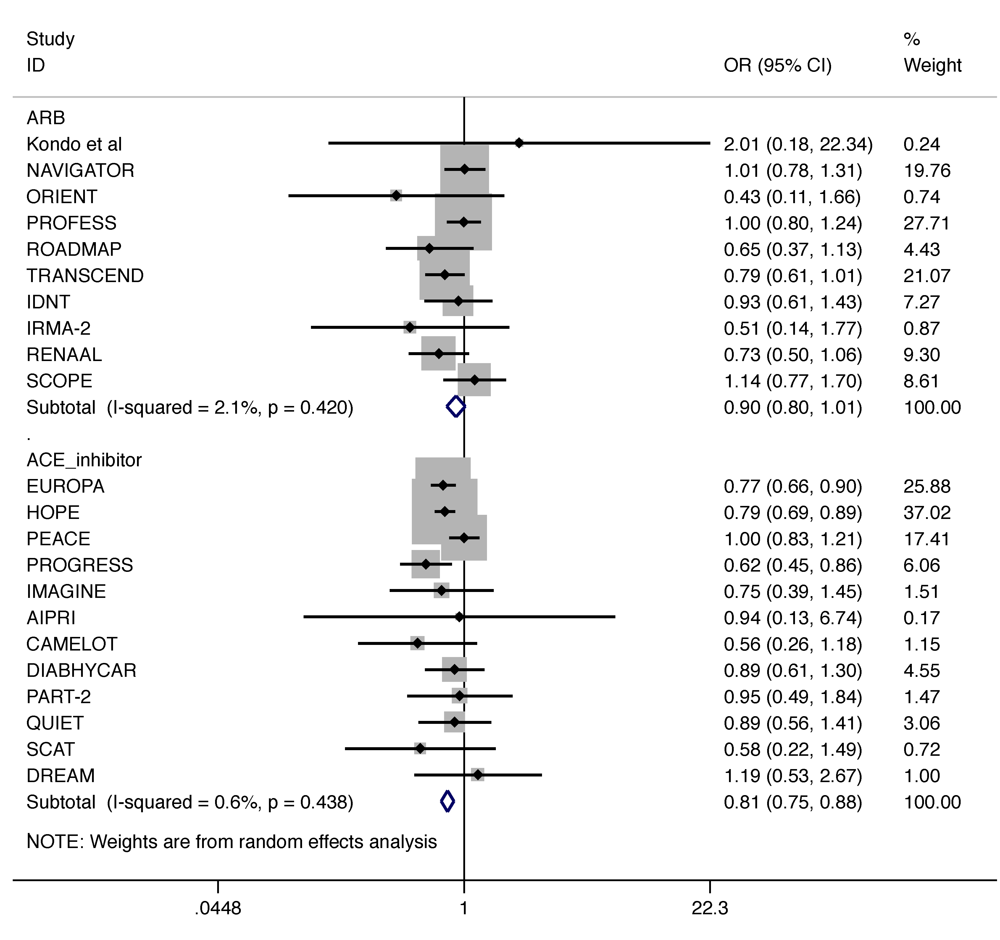 Study %
ID OR (95% CI) Weight
ARB
Kondo et al 2.01 (0.18, 22.34) 0.24
NAVIGATOR 1.01 (0.78, 1.31) 19.76
ORIENT 0.43 (0.11, 1.66) 0.74
PROFESS 1.00 (0.80, 1.24) 27.71
ROADMAP 0.65 (0.37, 1.13) 4.43
TRANSCEND 0.79 (0.61, 1.01) 21.07
IDNT 0.93 (0.61, 1.43) 7.27
IRMA-2 0.51 (0.14, 1.77) 0.87
RENAAL 0.73 (0.50, 1.06) 9.30
SCOPE 1.14 (0.77, 1.70) 8.61
Subtotal (I-squared = 2.1%, p = 0.420) 0.90 (0.80, 1.01) 100.00
.
ACE_inhibitor
EUROPA 0.77 (0.66, 0.90) 25.88
HOPE 0.79 (0.69, 0.89) 37.02
PEACE 1.00 (0.83, 1.21) 17.41
PROGRESS 0.62 (0.45, 0.86) 6.06
IMAGINE 0.75 (0.39, 1.45) 1.51
AIPRI 0.94 (0.13, 6.74) 0.17
CAMELOT 0.56 (0.26, 1.18) 1.15
DIABHYCAR 0.89 (0.61, 1.30) 4.55
PART-2 0.95 (0.49, 1.84) 1.47
QUIET 0.89 (0.56, 1.41) 3.06
SCAT 0.58 (0.22, 1.49) 0.72
DREAM 1.19 (0.53, 2.67) 1.00
Subtotal (I-squared = 0.6%, p = 0.438) 0.81 (0.75, 0.88) 100.00
NOTE: Weights are from random effects analysis
.0448 1 22.3